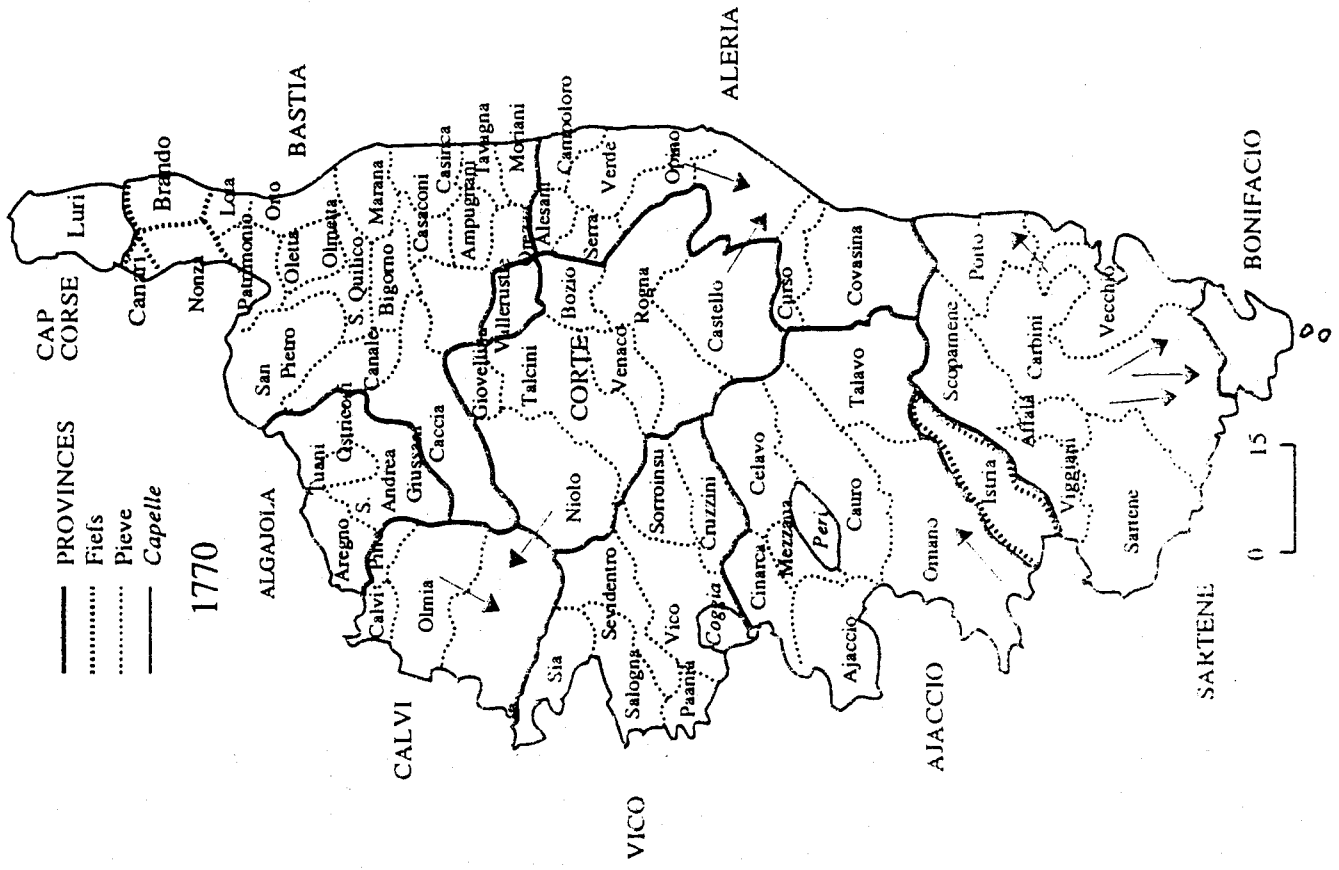 CAP
CORSE
PROVINCES
Fiefs
Pieve
Capelle
1770
ALGAJOLA
BASTIA
CALVI
VICO
AJACCIO
SARTENE
BONIFACIO
ALERIA
CORTE
Luri
Canari
Brando
Nonza
Lota
Patrimonio
Orto
Oletta
San
Pietro
Olmetta
S. Quilico
Marana
Bigorno
Canale
Casaconi
Casinca
Ampugnani
Tavagna
Moriani
Tuani
Ostriconi
Aregno
S. Andrea
Giussani
Caccia
Pino
Calvi
Olmia
Giovellina
Vallerustie
Orezza
Alesani
Campoloro
Verde
Serra
Opino
Talcini
Bozio
Rogna
Venaco
Castello
Niolo
Sia
Sevidentro
Sorroinsu
Cruzzini
Salogna
Vico
Coggia
Cinarca
Mezzana
Celavo
Peri
Cauro
Ajaccio
Ornano
Talavo
Istria
Curso
Covasina
Scopamene
Porto
Vecchio
Carbini
Attala
Viggiani
Sartene
0 15